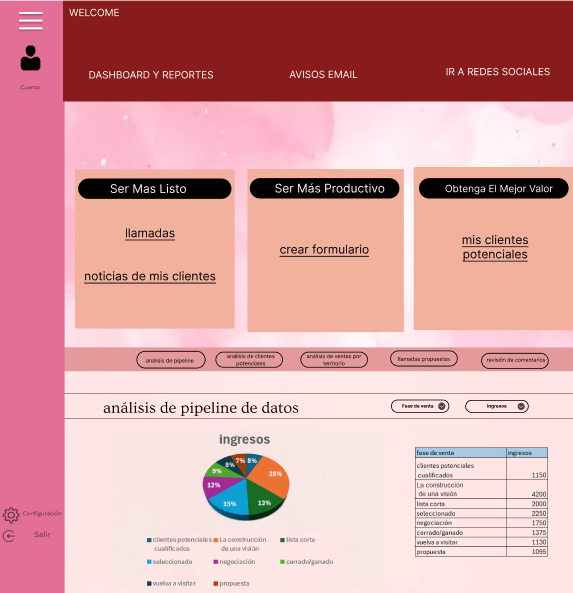 WELCOME
DASHBOARD Y REPORTES
AVISOS EMAIL
IR A REDES SOCIALES
Cuenta
Ser Mas Listo
llamadas
noticias de mis clientes
Ser Más Productivo
crear formulario
Obtenga El Mejor Valor
mis clientes
potenciales
analisis de pipeline
análisis de clientes
potenciales
análisis de ventas por
territorio
llamadas propuestas
revisión de comentarios
análisis de pipeline de datos
Fase de venta
Ingresos
ingresos
7% 8%
8%
28%
9%
12%
13%
15%
clientes potenciales
cualificados
La construcción
de una visión
lista corta
seleccionado
negociación
cerrado/ganado
vuelva a visitar
propuesta
fase de venta ingresos
clientes potenciales
cualificados 1150
La construcción
de una visión 4200
lista corta 2000
seleccionado 2250
negociación 1750
cerrado/ganado 1375
vuelva a visitar 1130
propuesta 1095
Configuración
Salir